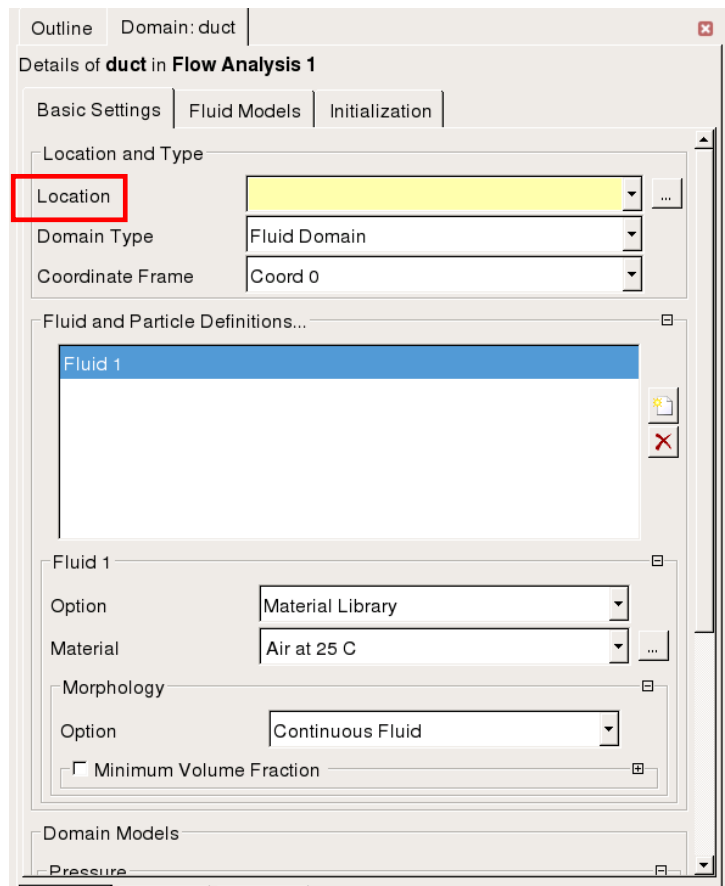 Outline Domain: duct
Details of duct in Flow Analysis 1
Basic Settings Fluid Models Initialization
Location and Type
Location ...
Domain Type Fluid Domain
Coordinate Frame Coord 0
Fluid and Particle Definitions...
Fluid 1
Fluid 1
Option Material Library
Material Air at 25 C ...
Morphology
Option Continuous Fluid
Minimum Volume Fraction
Domain Models
Pressure